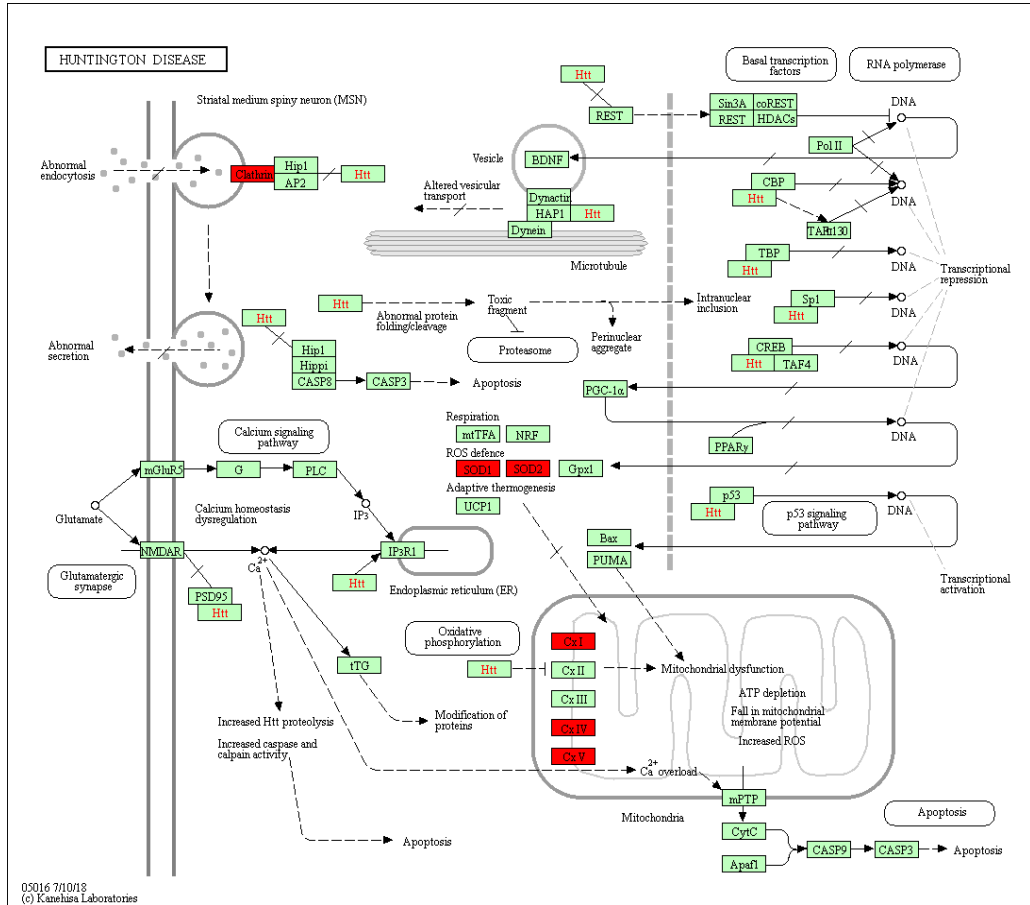 HUNTINGTON DISEASE
Striatal medium spiny neuron (MSN)
Abnormal
endocytosis
Clathrin
Hip1
AP2
Htt
Vesicle
BDNF
Altered vesicular
transport
Dynactin
HAP1
Htt
Dynein
Microtubule
Htt
REST
Basal transcription
factors
RNA polymerase
Sin3A
coREST
REST
HDACs
DNA
Pol II
CBP
Htt
DNA
TBP
Htt
DNA
Transcriptional
repression
Sp1
Htt
DNA
CREB
Htt
TAF4
DNA
PGC-1α
PPARγ
DNA
Htt
Abnormal protein
folding/cleavage
Toxic
fragment
Intranuclear
inclusion
Perinuclear
aggregate
Proteasome
Abnormal
secretion
Htt
Hip1
Hippi
CASP8
CASP3
Apoptosis
Respiration
mtTFA
NRF
ROS defence
SOD1
SOD2
Gpx1
Adaptive thermogenesis
UCP1
p53
Htt
p53 signaling
pathway
DNA
Bax
PUMA
Transcriptional
activation
Calcium signaling
pathway
mGluR5
G
PLC
IP3
Glutamate
Calcium homeostasis
dysregulation
NMDAR
Ca2+
IP3R1
Htt
Endoplasmic reticulum (ER)
Glutamatergic
synapse
PSD95
Htt
tTG
Oxidative
phosphorylation
Htt
Cx I
Cx II
Cx III
Cx IV
Cx V
Mitochondrial dysfunction
ATP depletion
Fall in mitochondrial
membrane potential
Increased ROS
Increased Htt proteolysis
Increased caspase and
calpain activity
Modification of
proteins
Ca2+ overload
mPTP
Mitochondria
Apoptosis
CytC
Apaf1
CASP9
CASP3
Apoptosis
Apoptosis
05016 7/10/18
(c) Kanehisa Laboratories